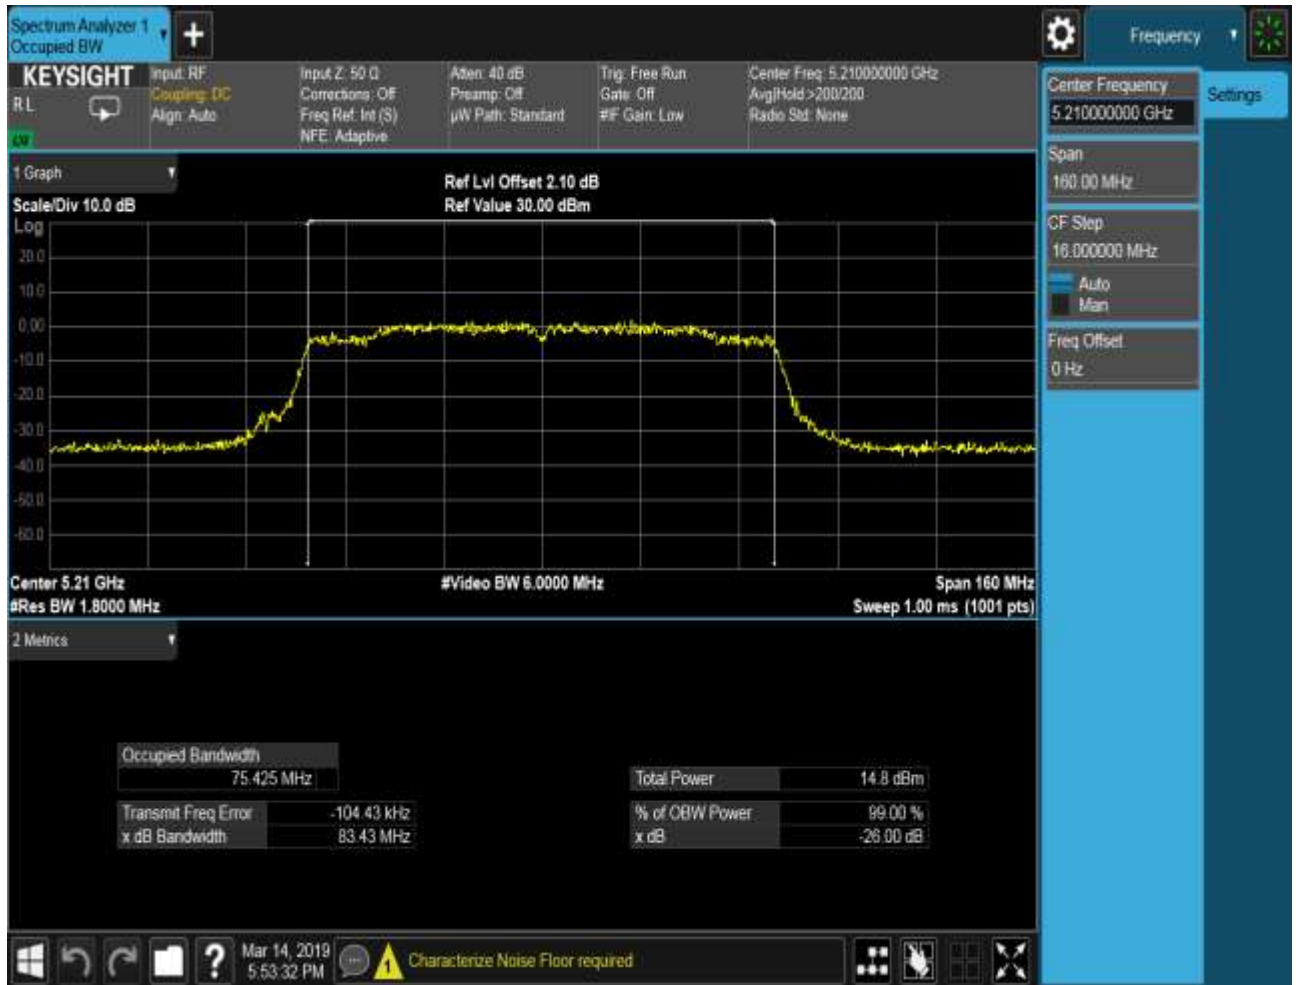 Spectrum Analyzer 1
Occupied BW
Frequency
KEYSIGHT
R L
Input: RF
Coupling: DC
Align: Auto
Input Z: 50 Ω
Corrections: Off
Freq Ref: Int (S)
NFE: Adaptive
Atten: 40 dB
Preamp: Off
µW Path: Standard
Trig: Free Run
Gate: Off
#IF Gain: Low
Center Freq: 5.210000000 GHz
Avg|Hold:>200/200
Radio Std: None
Center Frequency
5.210000000 GHz
Settings
Span
160.00 MHz
CF Step
16.000000 MHz
Auto
Man
Freq Offset
0 Hz
1 Graph
Scale/Div 10.0 dB
Ref Lvl Offset 2.10 dB
Ref Value 30.00 dBm
Log
20.0
10.0
0.00
-10.0
-20.0
-30.0
-40.0
-50.0
-60.0
Center 5.21 GHz
#Video BW 6.0000 MHz
Span 160 MHz
#Res BW 1.8000 MHz
Sweep 1.00 ms (1001 pts)
2 Metrics
Occupied Bandwidth
75.425 MHz
Total Power 14.8 dBm
Transmit Freq Error -104.43 kHz
% of OBW Power 99.00 %
x dB Bandwidth 83.43 MHz
x dB -26.00 dB
?
Mar 14, 2019
5:53:32 PM
1
Characterize Noise Floor required